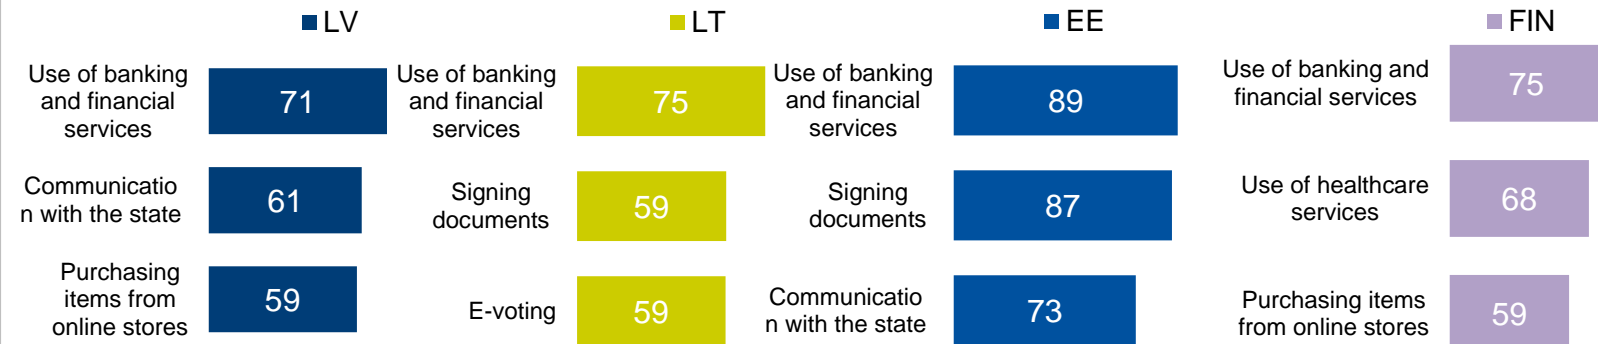 LV
Use of banking
and financial
services
71
Communicatio
n with the state
61
Purchasing
items from
online stores
59
LT
Use of banking
and financial
services
75
Signing
documents
59
E-voting
59
EE
Use of banking
and financial
services
89
Signing
documents
87
Communicatio
n with the state
73
FIN
Use of banking and
financial services
75
Use of healthcare
services
68
Purchasing items
from online stores
59